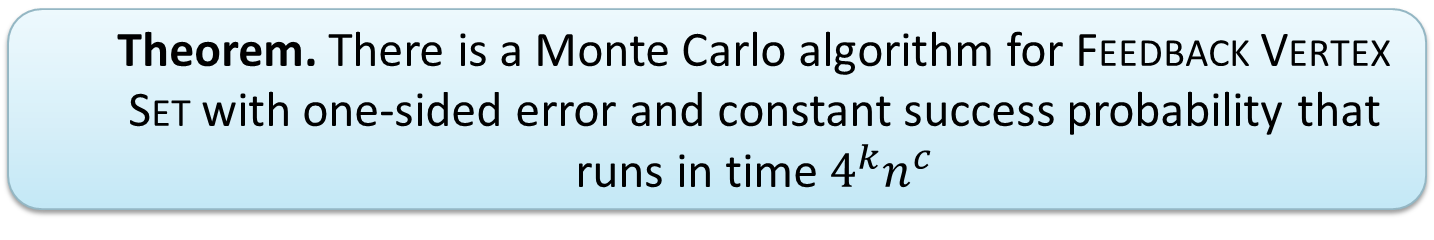 Theorem. There is a Monte Carlo algorithm for FEEDBACK VERTEX
SET with one-sided error and constant success probability that
runs in time 4^k n^c